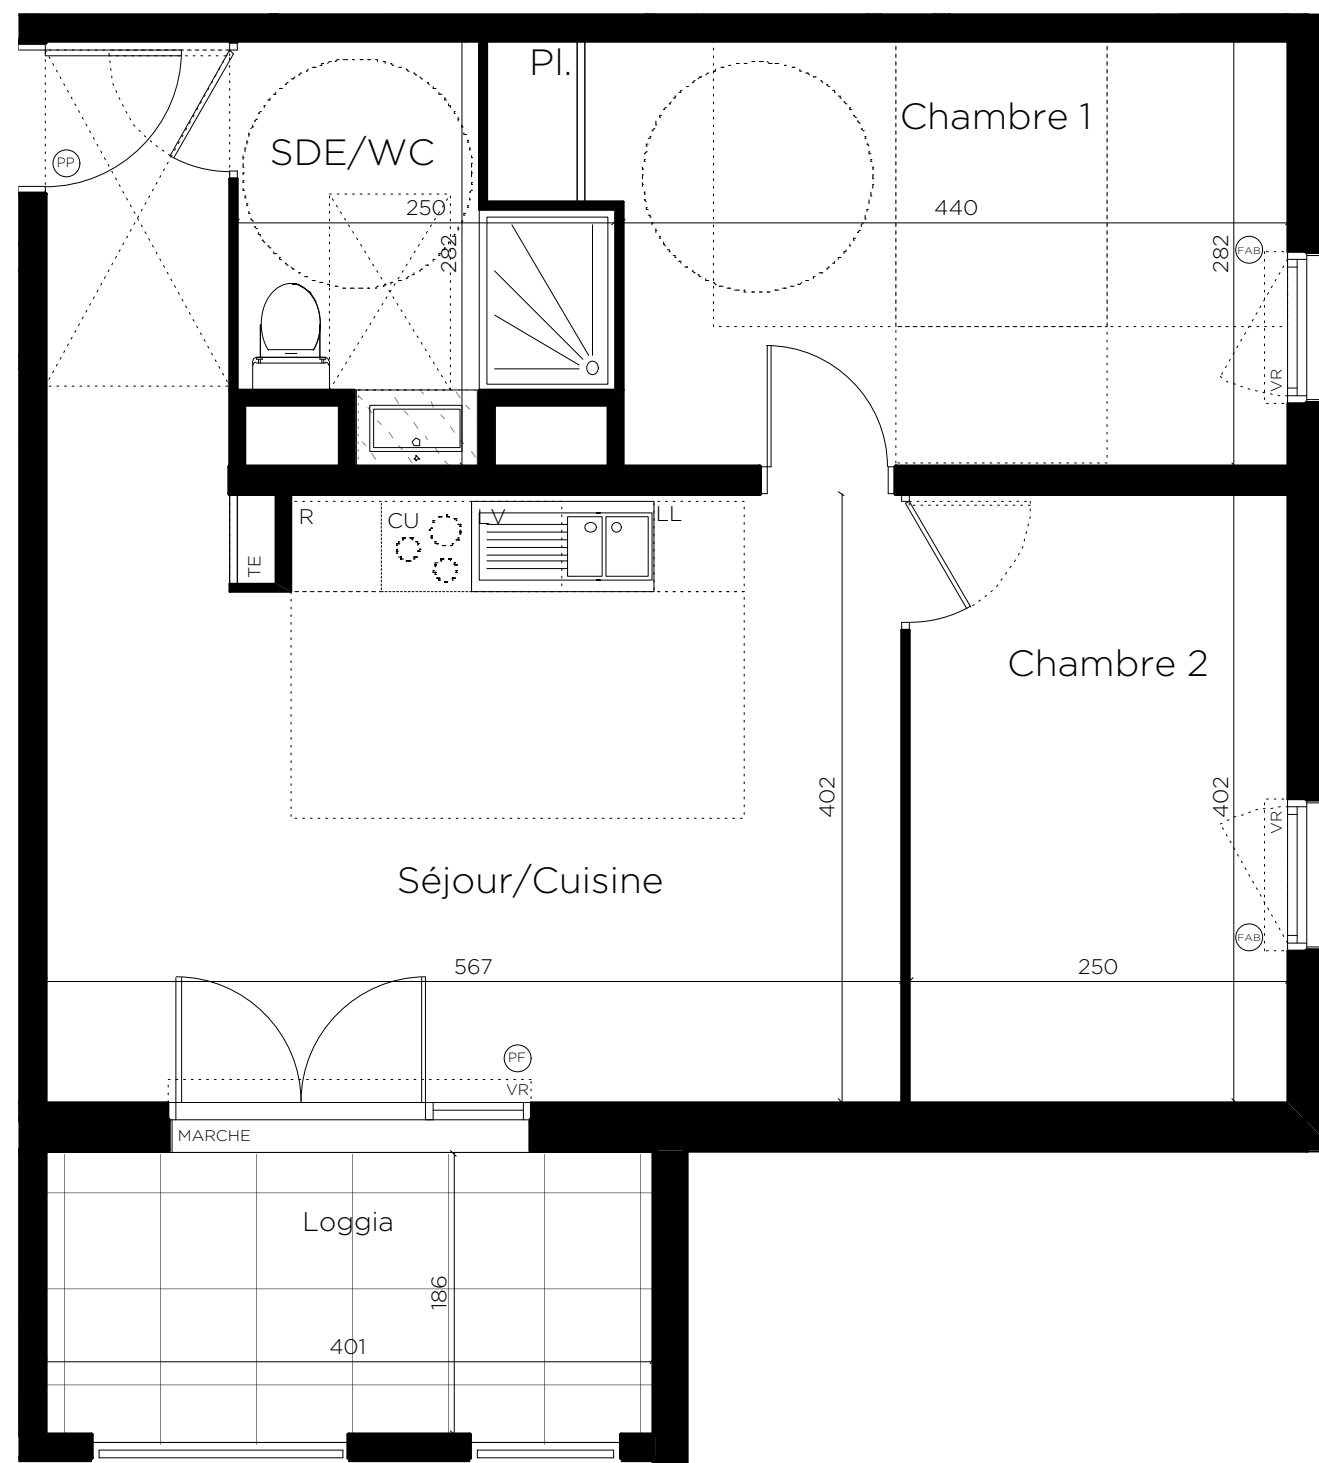 Pl.
Chambre 1
SDE/WC
PP
250
440
282
282
FAB
VR
R
CU
LV
LL
TE
Chambre 2
402
402
VR
Séjour/Cuisine
FAB
567
250
PF
VR
MARCHE
Loggia
186
401